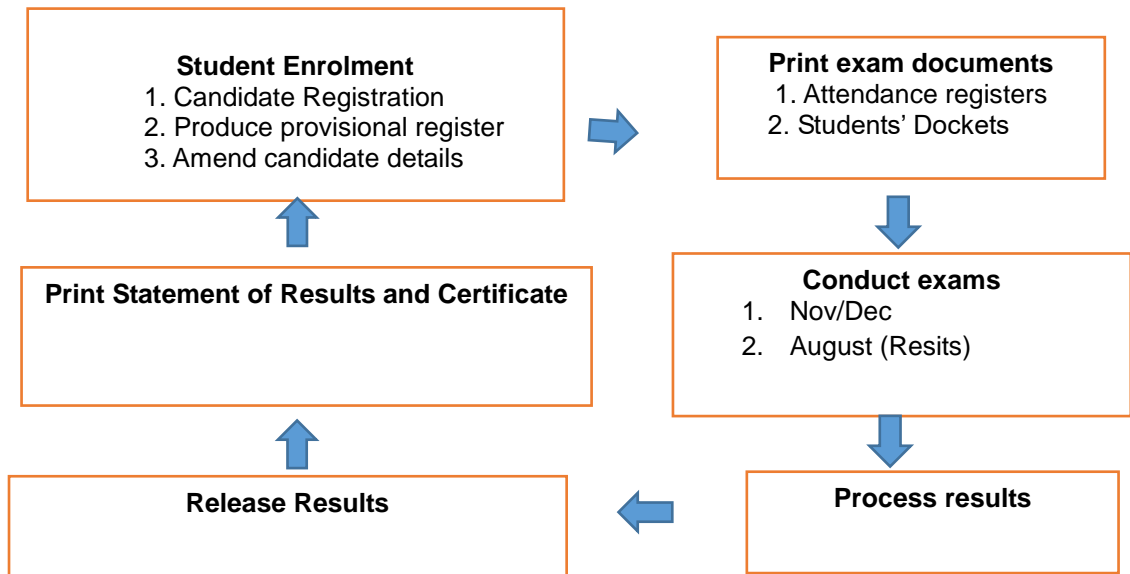 Student Enrolment
1. Candidate Registration
2. Produce provisional register
3. Amend candidate details
Print exam documents
1. Attendance registers
2. Students’ Dockets
Conduct exams
1. Nov/Dec
2. August (Resits)
Process results
Release Results
Print Statement of Results and Certificate